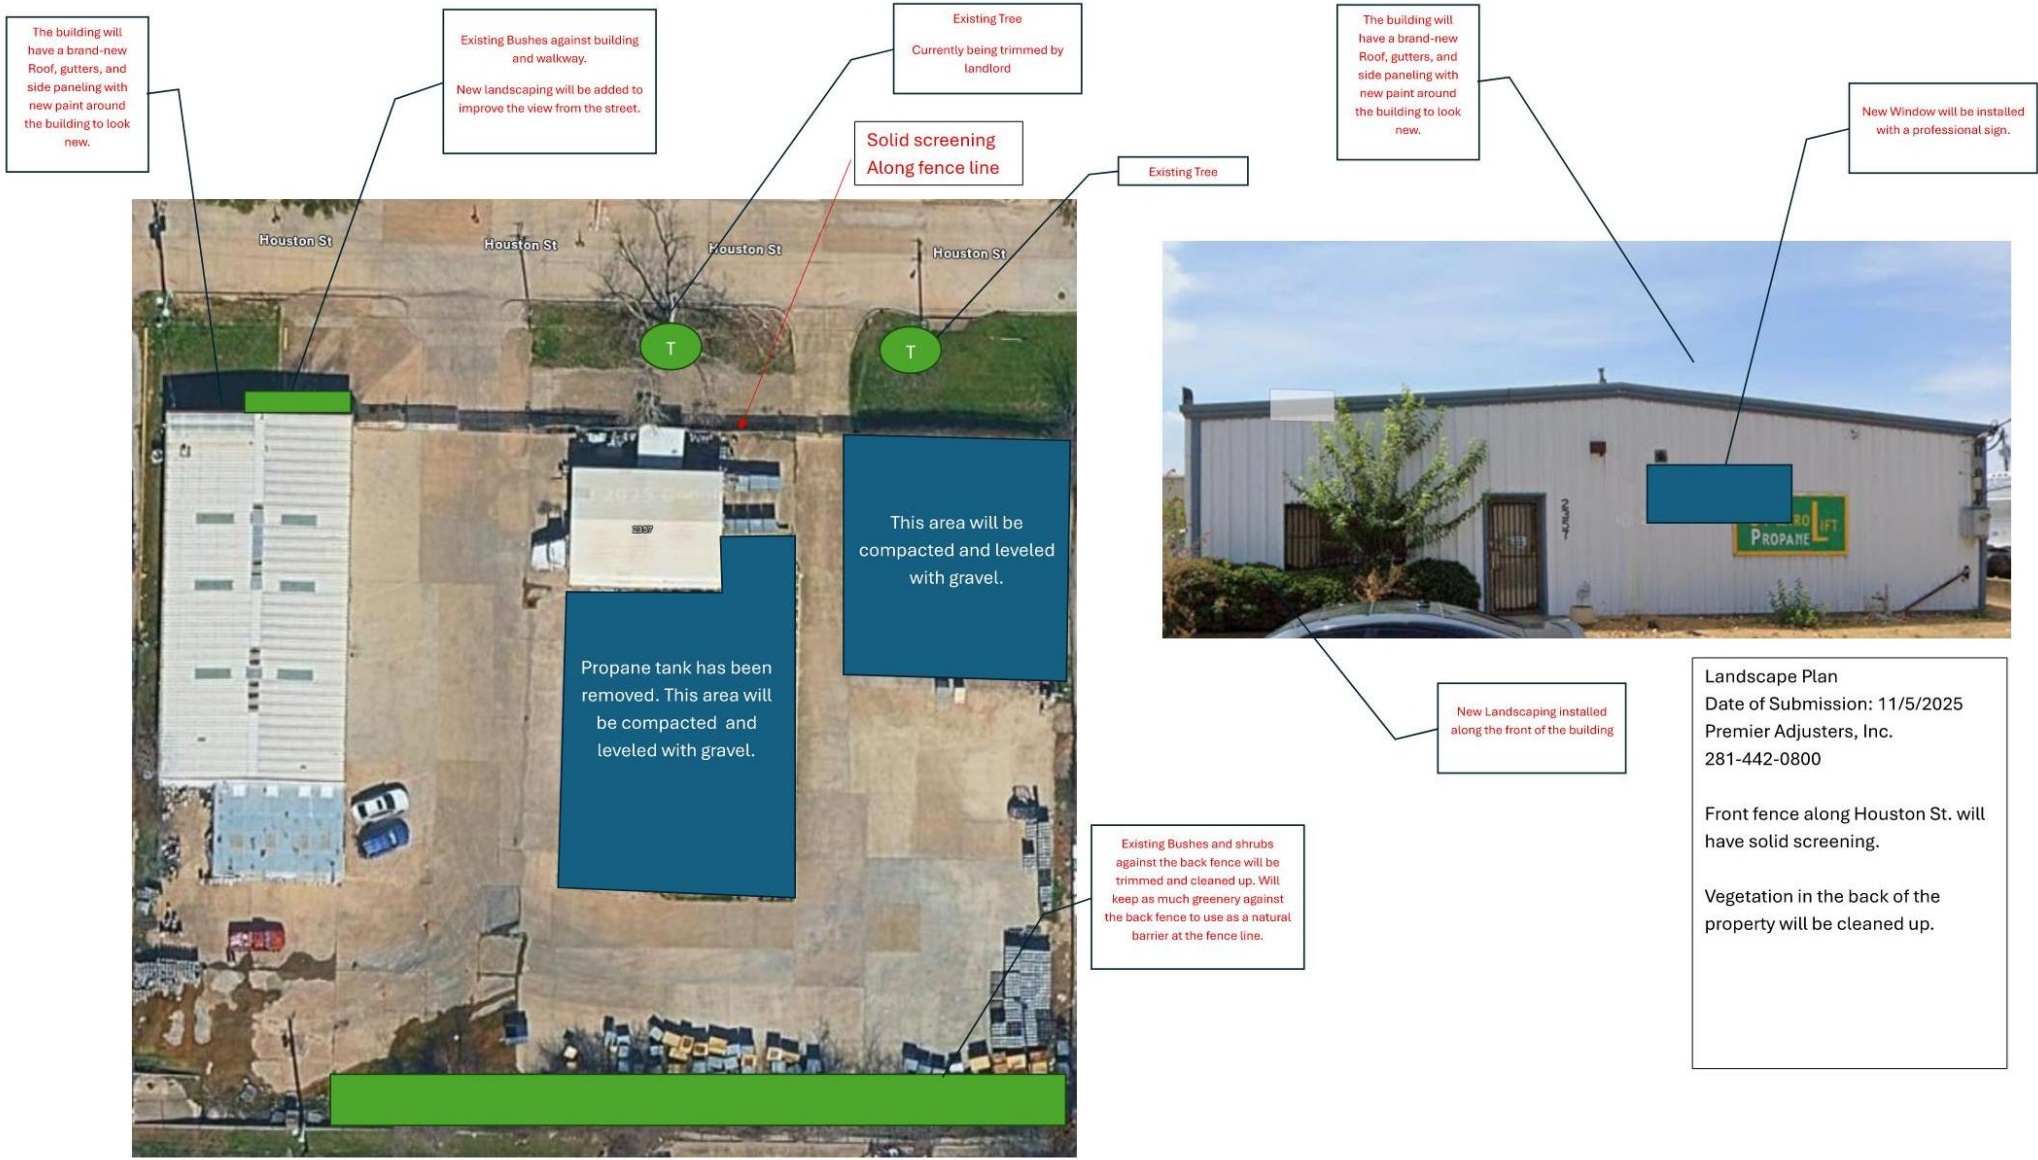 The building will
have a brand-new
Roof, gutters, and
side paneling with
new paint around
the building to look
new.
Existing Bushes against building
and walkway.
New landscaping will be added to
improve the view from the street.
Existing Tree
Currently being trimmed by
landlord
Solid screening
Along fence line
Existing Tree
The building will
have a brand-new
Roof, gutters, and
side paneling with
new paint around
the building to look
new.
New Window will be installed
with a professional sign.
Houston St
Houston St
Houston St
Houston St
T
T
2357
This area will be
compacted and leveled
with gravel.
Propane tank has been
removed. This area will
be compacted and
leveled with gravel.
2357
LIFT
PROPANE
New Landscaping installed
along the front of the building
Existing Bushes and shrubs
against the back fence will be
trimmed and cleaned up. Will
keep as much greenery against
the back fence to use as a natural
barrier at the fence line.
Landscape Plan
Date of Submission: 11/5/2025
Premier Adjusters, Inc.
281-442-0800
Front fence along Houston St. will
have solid screening.
Vegetation in the back of the
property will be cleaned up.